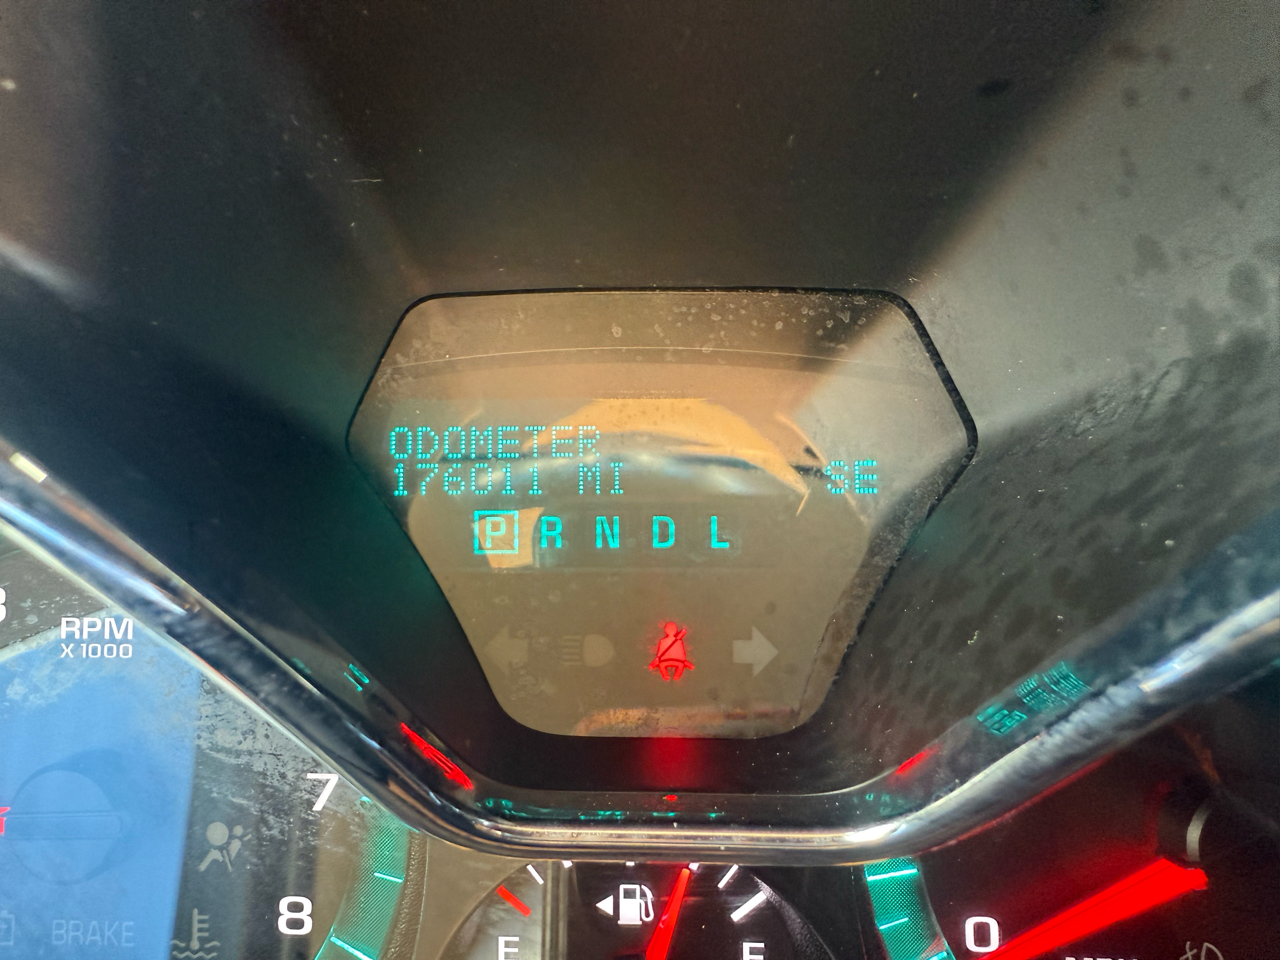 ODOMETER
176011 MI SE
P R N D L
RPM
X 1000
7
8
BRAKE
E
F
0